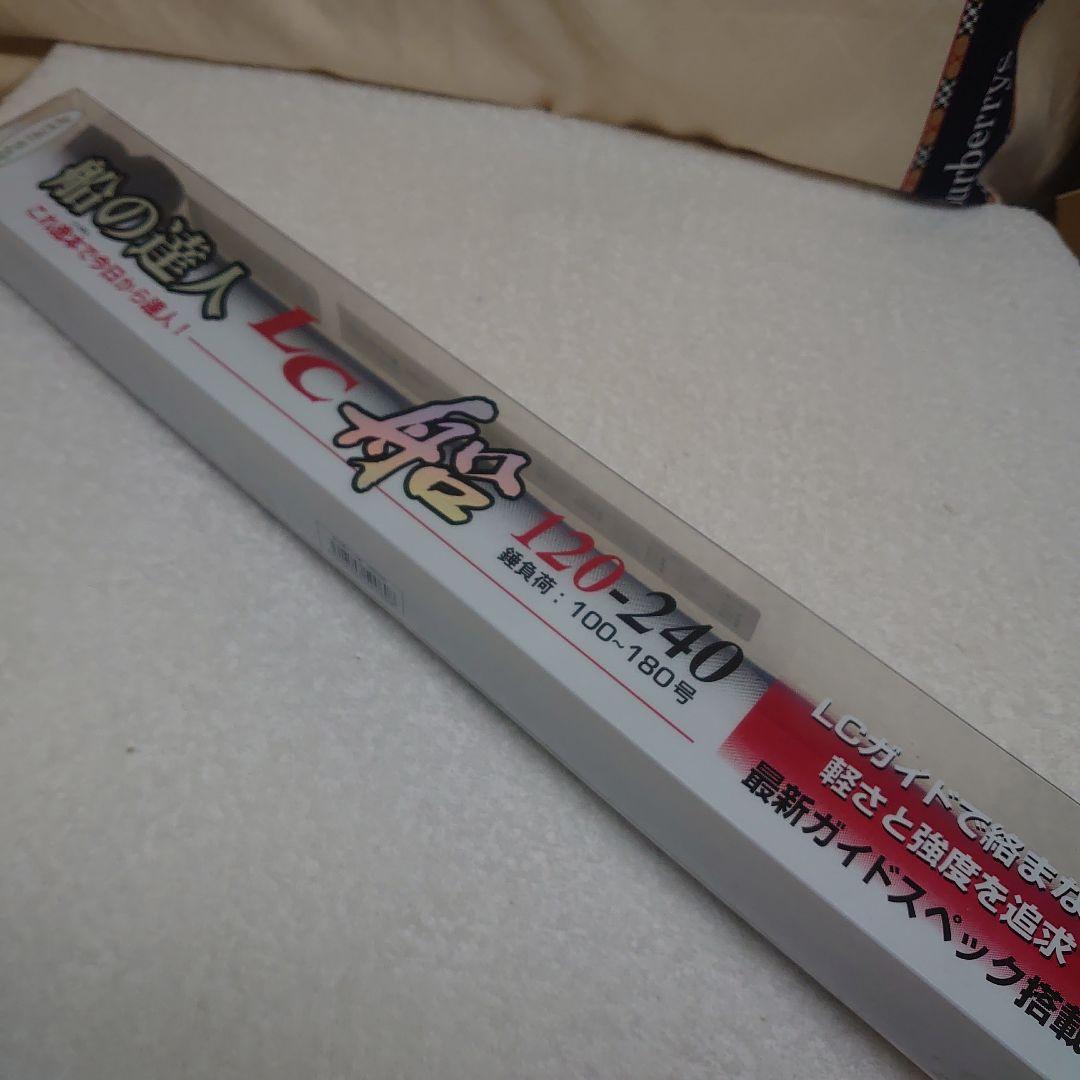 船の達人
これ一本で今日から達人！
LC船 120-240
錘負荷：100~180号
LCガイドで絡まな
軽さと強度を追求
最新ガイドスペック搭載
urberrys